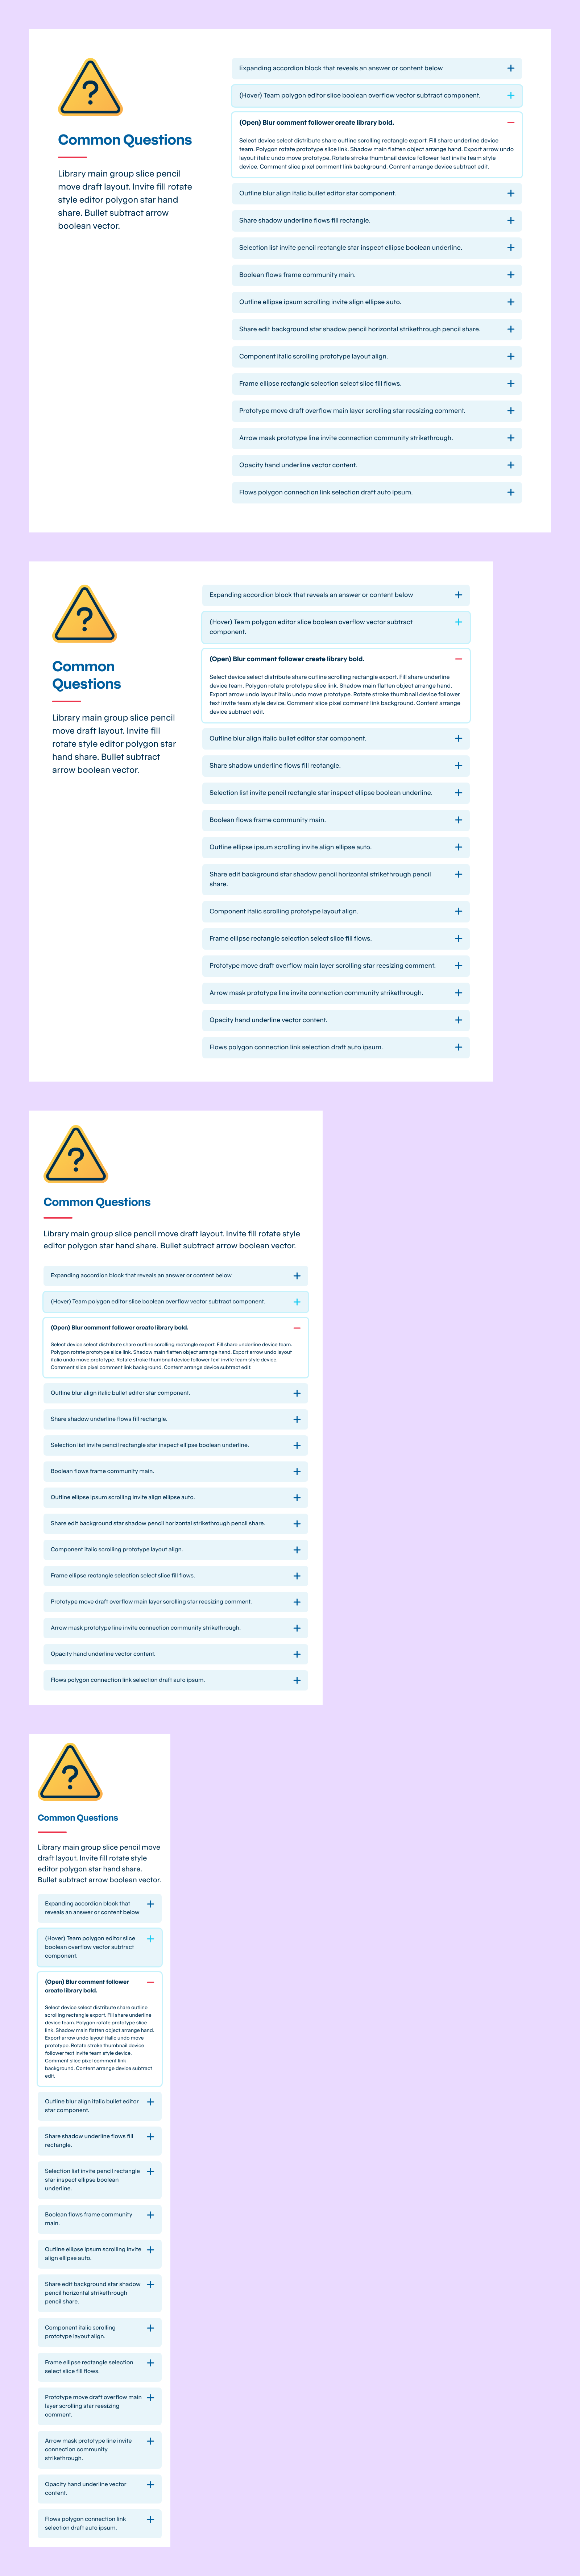 ?
Common Questions
Library main group slice pencil
move draft layout. Invite fill rotate
style editor polygon star hand
share. Bullet subtract arrow
boolean vector.
Expanding accordion block that reveals an answer or content below
(Hover) Team polygon editor slice boolean overflow vector subtract component.
(Open) Blur comment follower create library bold.
Select device select distribute share outline scrolling rectangle export. Fill share underline device
team. Polygon rotate prototype slice link. Shadow main flatten object arrange hand. Export arrow undo
layout italic undo move prototype. Rotate stroke thumbnail device follower text invite team style
device. Comment slice pixel comment link background. Content arrange device subtract edit.
Outline blur align italic bullet editor star component.
Share shadow underline flows fill rectangle.
Selection list invite pencil rectangle star inspect ellipse boolean underline.
Boolean flows frame community main.
Outline ellipse ipsum scrolling invite align ellipse auto.
Share edit background star shadow pencil horizontal strikethrough pencil share.
Component italic scrolling prototype layout align.
Frame ellipse rectangle selection select slice fill flows.
Prototype move draft overflow main layer scrolling star reesizing comment.
Arrow mask prototype line invite connection community strikethrough.
Opacity hand underline vector content.
Flows polygon connection link selection draft auto ipsum.
?
Common
Questions
Library main group slice pencil
move draft layout. Invite fill
rotate style editor polygon star
hand share. Bullet subtract
arrow boolean vector.
Expanding accordion block that reveals an answer or content below
(Hover) Team polygon editor slice boolean overflow vector subtract
component.
(Open) Blur comment follower create library bold.
Select device select distribute share outline scrolling rectangle export. Fill share underline
device team. Polygon rotate prototype slice link. Shadow main flatten object arrange hand.
Export arrow undo layout italic undo move prototype. Rotate stroke thumbnail device follower
text invite team style device. Comment slice pixel comment link background. Content arrange
device subtract edit.
Outline blur align italic bullet editor star component.
Share shadow underline flows fill rectangle.
Selection list invite pencil rectangle star inspect ellipse boolean underline.
Boolean flows frame community main.
Outline ellipse ipsum scrolling invite align ellipse auto.
Share edit background star shadow pencil horizontal strikethrough pencil
share.
Component italic scrolling prototype layout align.
Frame ellipse rectangle selection select slice fill flows.
Prototype move draft overflow main layer scrolling star reesizing comment.
Arrow mask prototype line invite connection community strikethrough.
Opacity hand underline vector content.
Flows polygon connection link selection draft auto ipsum.
?
Common Questions
Library main group slice pencil move draft layout. Invite fill rotate style
editor polygon star hand share. Bullet subtract arrow boolean vector.
Expanding accordion block that reveals an answer or content below
(Hover) Team polygon editor slice boolean overflow vector subtract component.
(Open) Blur comment follower create library bold.
Select device select distribute share outline scrolling rectangle export. Fill share underline device team.
Polygon rotate prototype slice link. Shadow main flatten object arrange hand. Export arrow undo layout
italic undo move prototype. Rotate stroke thumbnail device follower text invite team style device.
Comment slice pixel comment link background. Content arrange device subtract edit.
Outline blur align italic bullet editor star component.
Share shadow underline flows fill rectangle.
Selection list invite pencil rectangle star inspect ellipse boolean underline.
Boolean flows frame community main.
Outline ellipse ipsum scrolling invite align ellipse auto.
Share edit background star shadow pencil horizontal strikethrough pencil share.
Component italic scrolling prototype layout align.
Frame ellipse rectangle selection select slice fill flows.
Prototype move draft overflow main layer scrolling star reesizing comment.
Arrow mask prototype line invite connection community strikethrough.
Opacity hand underline vector content.
Flows polygon connection link selection draft auto ipsum.
?
Common Questions
Library main group slice pencil move
draft layout. Invite fill rotate style
editor polygon star hand share.
Bullet subtract arrow boolean vector.
Expanding accordion block that
reveals an answer or content below
(Hover) Team polygon editor slice
boolean overflow vector subtract
component.
(Open) Blur comment follower
create library bold.
Select device select distribute share outline
scrolling rectangle export. Fill share underline
device team. Polygon rotate prototype slice
link. Shadow main flatten object arrange hand.
Export arrow undo layout italic undo move
prototype. Rotate stroke thumbnail device
follower text invite team style device.
Comment slice pixel comment link
background. Content arrange device subtract
edit.
Outline blur align italic bullet editor
star component.
Share shadow underline flows fill
rectangle.
Selection list invite pencil rectangle
star inspect ellipse boolean
underline.
Boolean flows frame community
main.
Outline ellipse ipsum scrolling invite
align ellipse auto.
Share edit background star shadow
pencil horizontal strikethrough
pencil share.
Component italic scrolling
prototype layout align.
Frame ellipse rectangle selection
select slice fill flows.
Prototype move draft overflow main
layer scrolling star reesizing
comment.
Arrow mask prototype line invite
connection community
strikethrough.
Opacity hand underline vector
content.
Flows polygon connection link
selection draft auto ipsum.